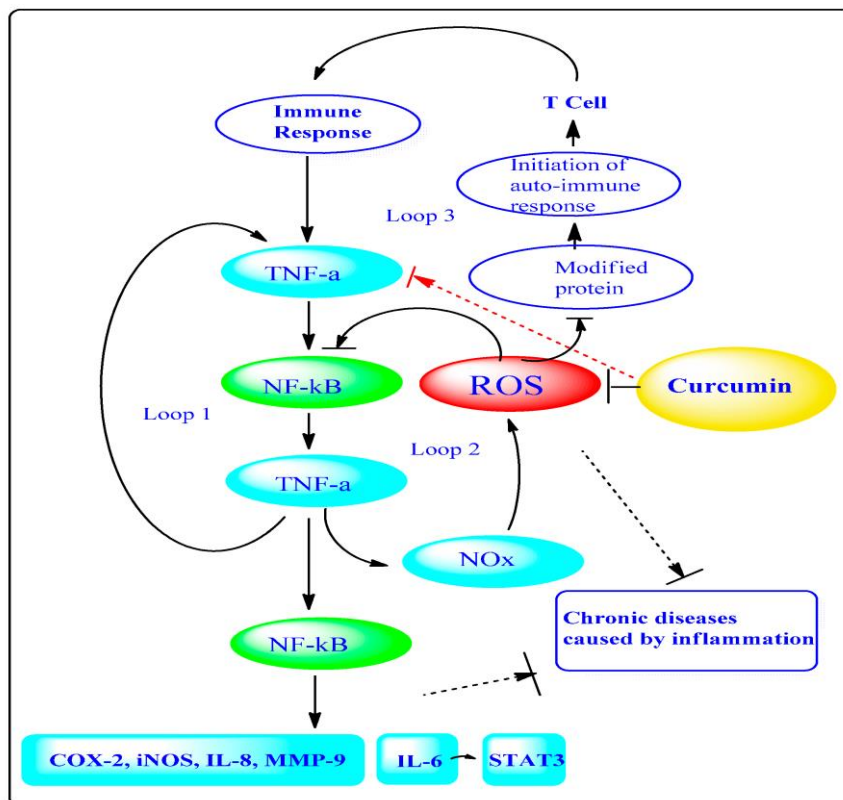 Immune
Response
T Cell
Initiation of
auto-immune
response
Loop 3
TNF-a
Modified
protein
NF-kB
ROS
Curcumin
Loop 1
Loop 2
TNF-a
NOx
Chronic diseases
caused by inflammation
NF-kB
COX-2, iNOS, IL-8, MMP-9
IL-6
STAT3